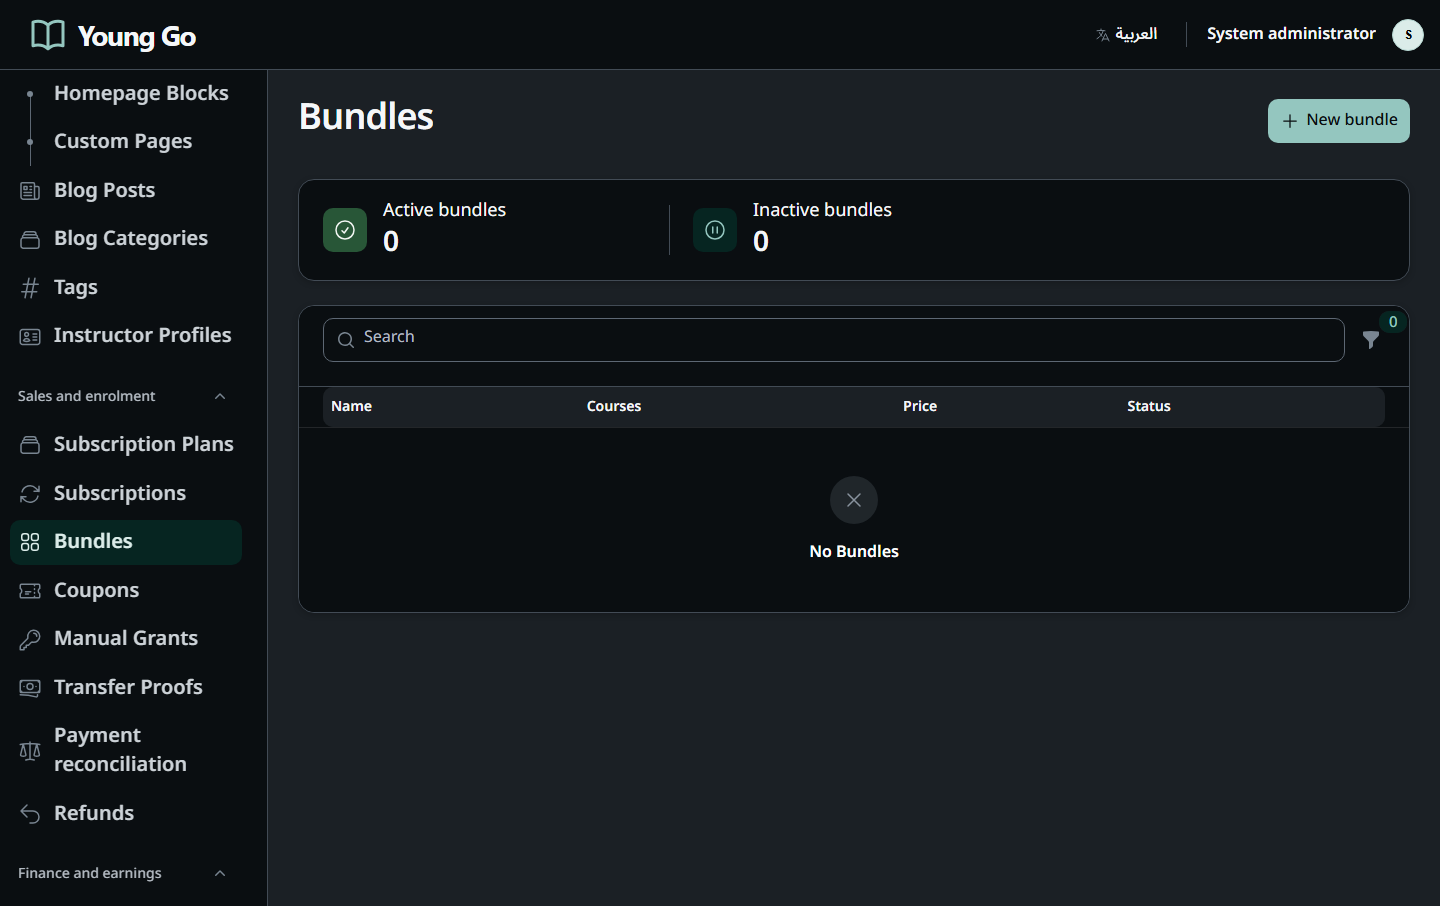 Young Go
العربية
System administrator
S
Homepage Blocks
Custom Pages
Blog Posts
Blog Categories
Tags
Instructor Profiles
Sales and enrolment
Subscription Plans
Subscriptions
Bundles
Coupons
Manual Grants
Transfer Proofs
Payment
reconciliation
Refunds
Finance and earnings
Bundles
New bundle
Active bundles
0
Inactive bundles
0
Search
0
Name Courses Price Status
No Bundles